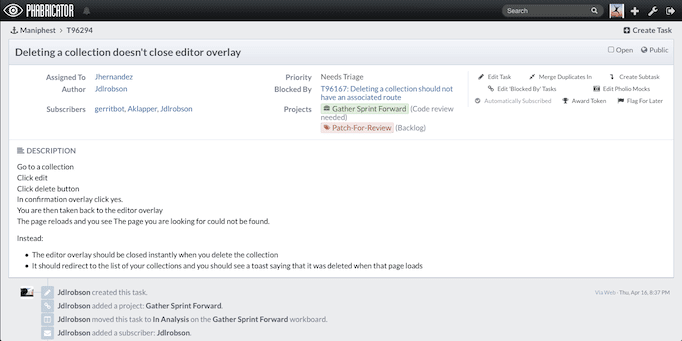 PHABRICATOR
Search
Maniphest > T96294
Create Task
Deleting a collection doesn't close editor overlay
Open
Public
Assigned To Jhernandez
Author Jdlrobson
Subscribers gerritbot, Aklapper, Jdlrobson
Priority Needs Triage
Blocked By T96167: Deleting a collection should not
have an associated route
Projects Gather Sprint Forward (Code review
needed)
Patch-For-Review (Backlog)
Edit Task Merge Duplicates In Create Subtask
Edit 'Blocked By' Tasks Edit Pholio Mocks
Automatically Subscribed Award Token Flag For Later
DESCRIPTION
Go to a collection
Click edit
Click delete button
In confirmation overlay click yes.
You are then taken back to the editor overlay
The page reloads and you see The page you are looking for could not be found.
Instead:
• The editor overlay should be closed instantly when you delete the collection
• It should redirect to the list of your collections and you should see a toast saying that it was deleted when that page loads
Jdlrobson created this task. Via Web · Thu, Apr 16, 8:37 PM
Jdlrobson added a project: Gather Sprint Forward.
Jdlrobson moved this task to In Analysis on the Gather Sprint Forward workboard.
Jdlrobson added a subscriber: Jdlrobson.